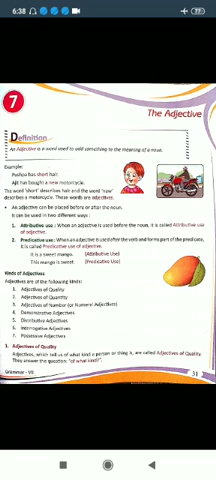 6:38
77
7
The Adjective
Definition
An Adjective is a word used to add something to the meaning of a noun.
Example:
Pushpa has short hair.
Ajit has bought a new motorcycle.
The word 'short' describes hair and the word 'new'
describes a motorcycle. These words are adjectives.
• An adjective can be placed before or after the noun.
It can be used in two different ways :
1. Attributive use : When an adjective is used before the noun, it is called Attributive use
of adjective.
2. Predicative use : When an adjective is used after the verb and forms part of the predicate,
it is called Predicative use of adjective.
It is a sweet mango. (Attributive Use)
This mango is sweet. (Predicative Use)
Kinds of Adjectives
Adjectives are of the following kinds:
1. Adjectives of Quality
2. Adjectives of Quantity
3. Adjectives of Number (or Numeral Adjectives)
4. Demonstrative Adjectives
5. Distributive Adjectives
6. Interrogative Adjectives
7. Possessive Adjectives
1. Adjectives of Quality
Adjectives, which tell us of what kind a person or thing is, are called Adjectives of Quality.
They answer the question: "of what kind?".
Grammar - VII
31